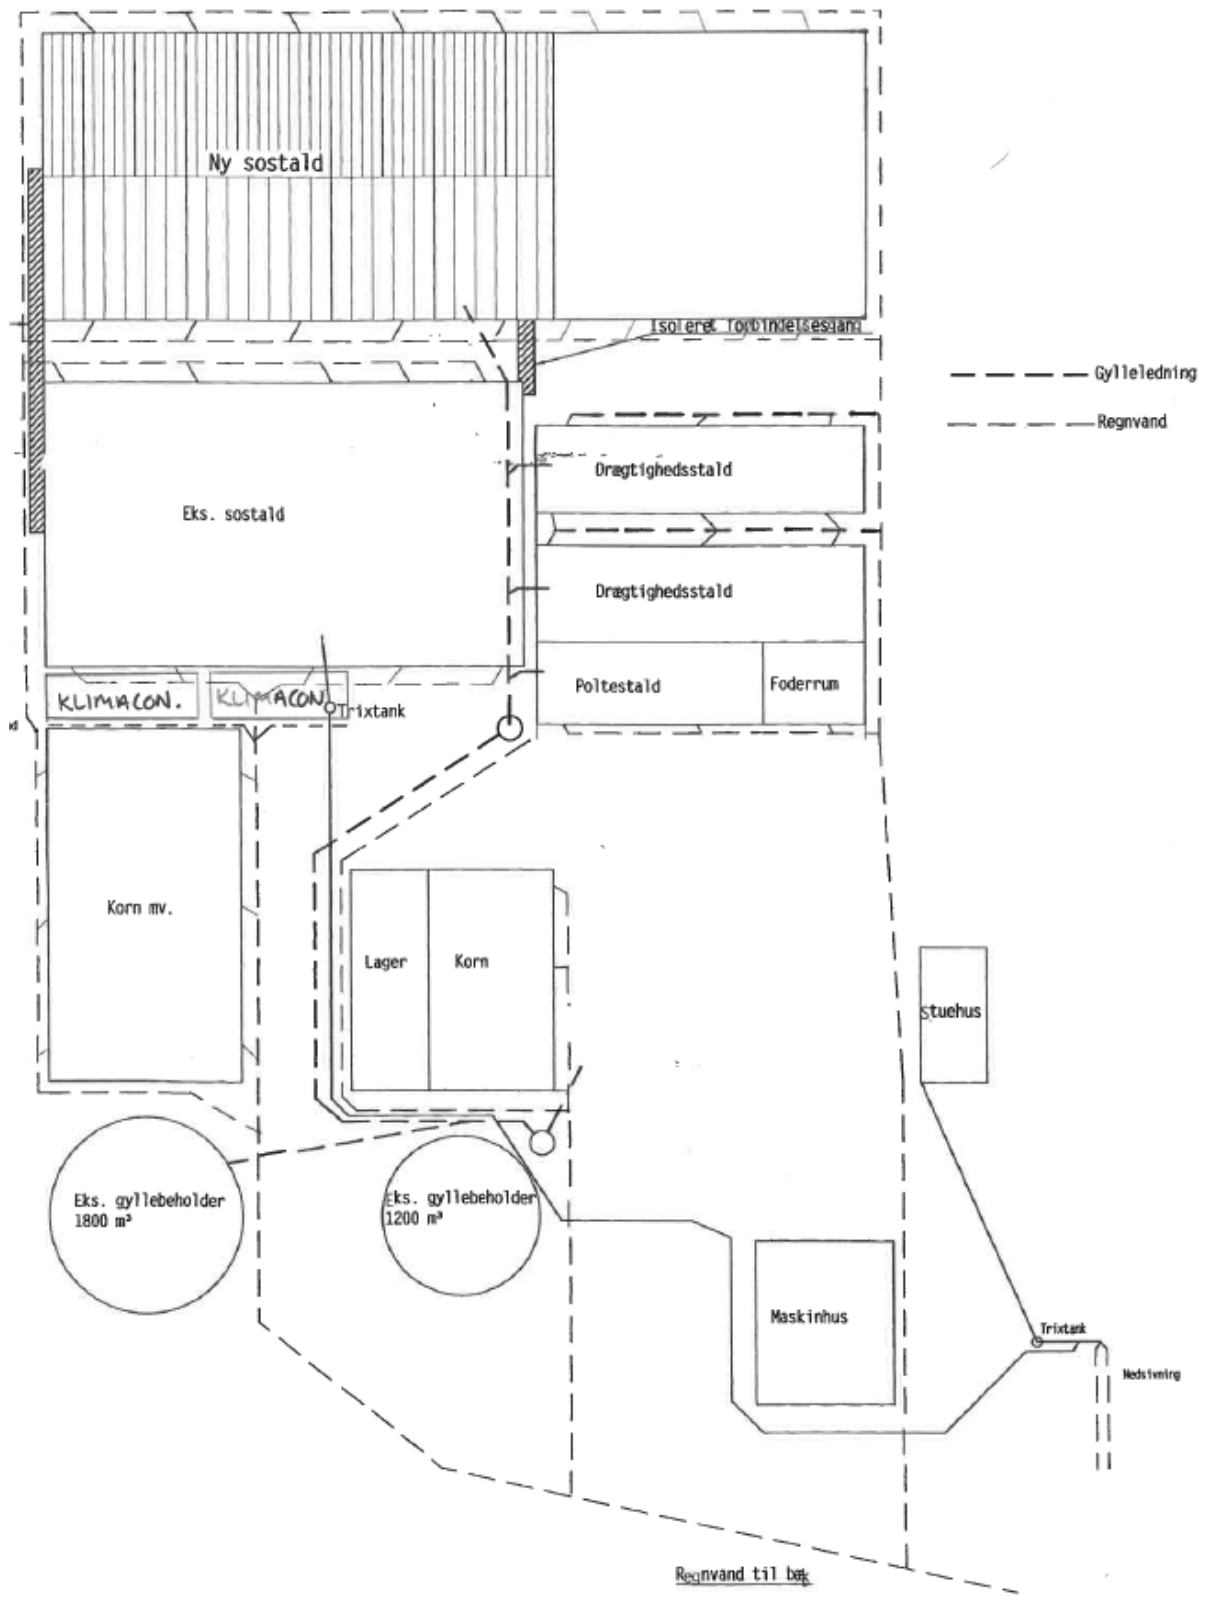 Ny sostald
Isoleret forbindelsesgang
Gylleledning
Regnvand
Drægtighedsstald
Eks. sostald
Drægtighedsstald
Poltestald
Foderrum
KLIMACON.
KLIMACON.
Trixtank
Korn mv.
Lager
Korn
Stuehus
Eks. gyllebeholder
1800 m³
Eks. gyllebeholder
1200 m³
Maskinhus
Trixtank
Nedsivning
Regnvand til bæk